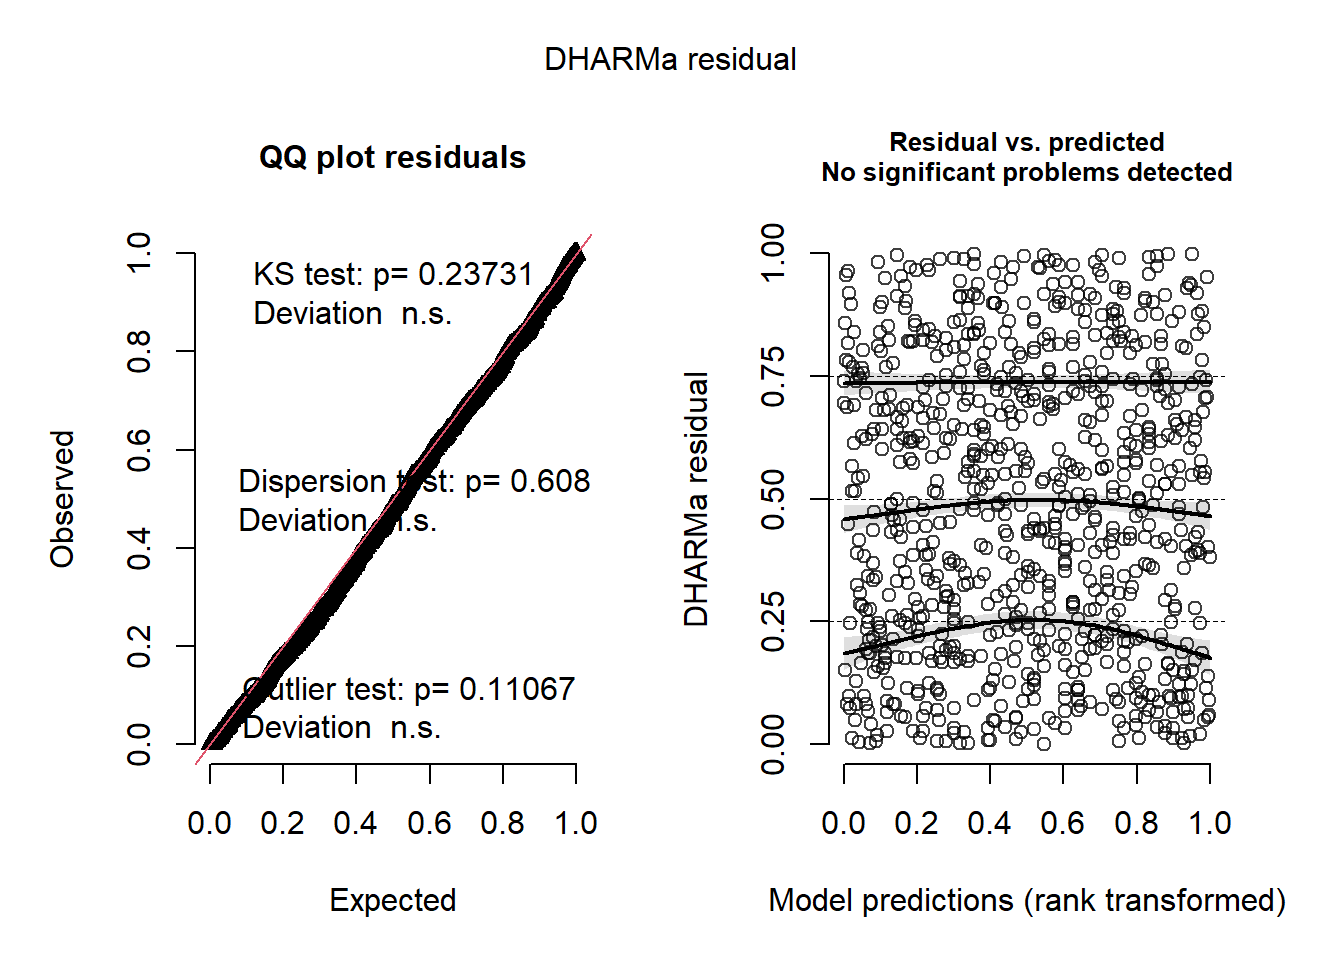 DHARMa residual
QQ plot residuals
KS test: p= 0.23731
Deviation  n.s.
Dispersion test: p= 0.608
Deviation  n.s.
Outlier test: p= 0.11067
Deviation  n.s.
Observed
0.0 0.2 0.4 0.6 0.8 1.0
0.0 0.2 0.4 0.6 0.8 1.0
Expected
Residual vs. predicted
No significant problems detected
DHARMa residual
0.00 0.25 0.50 0.75 1.00
0.0 0.2 0.4 0.6 0.8 1.0
Model predictions (rank transformed)